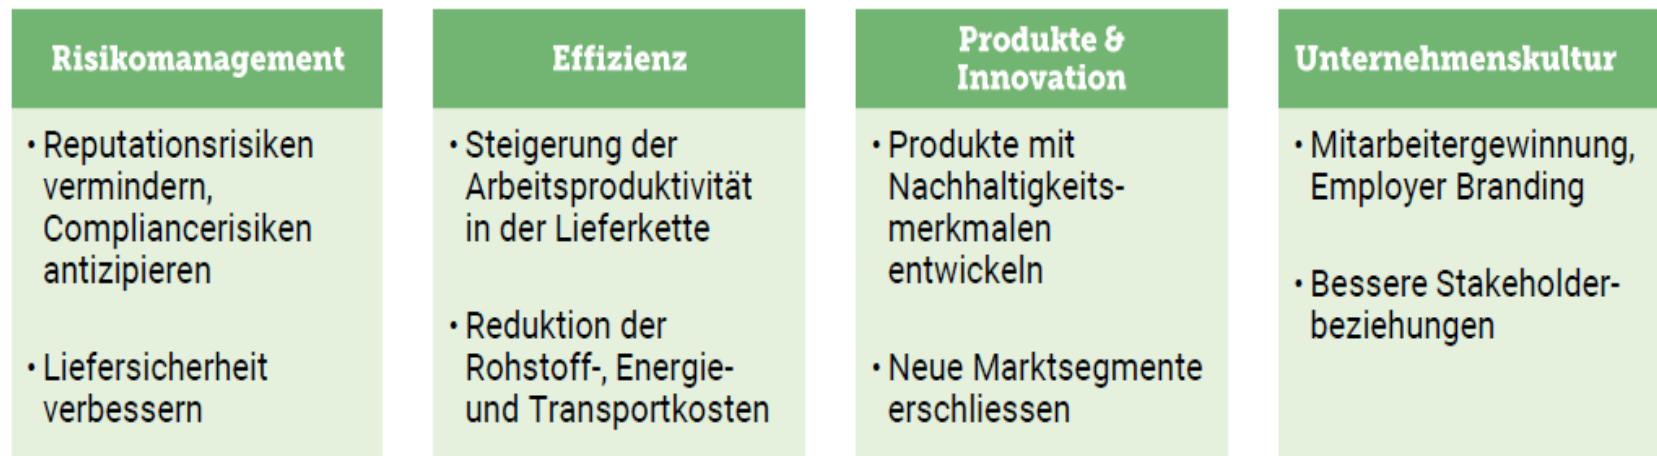 Risikomanagement
• Reputationsrisiken
vermindern,
Compliancerisiken
antizipieren
• Liefersicherheit
verbessern
Effizienz
• Steigerung der
Arbeitsproduktivität
in der Lieferkette
• Reduktion der
Rohstoff-, Energie-
und Transportkosten
Produkte &
Innovation
• Produkte mit
Nachhaltigkeits-
merkmalen
entwickeln
• Neue Marktsegmente
erschliessen
Unternehmenskultur
• Mitarbeitergewinnung,
Employer Branding
• Bessere Stakeholder-
beziehungen